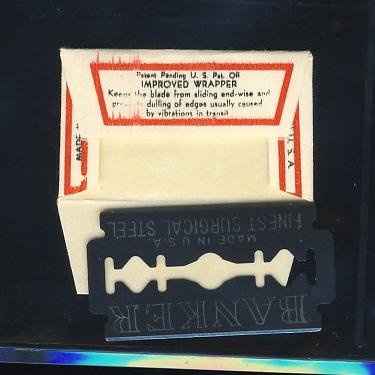 Patent Pending U. S. Pat. Off
IMPROVED WRAPPER
Keeps the blade from sliding end-wise and
prevents dulling of edges usually caused
by vibrations in transit
MADE
U.S.A
FINEST SURGICAL STEEL
MADE IN U.S.A
BANKER